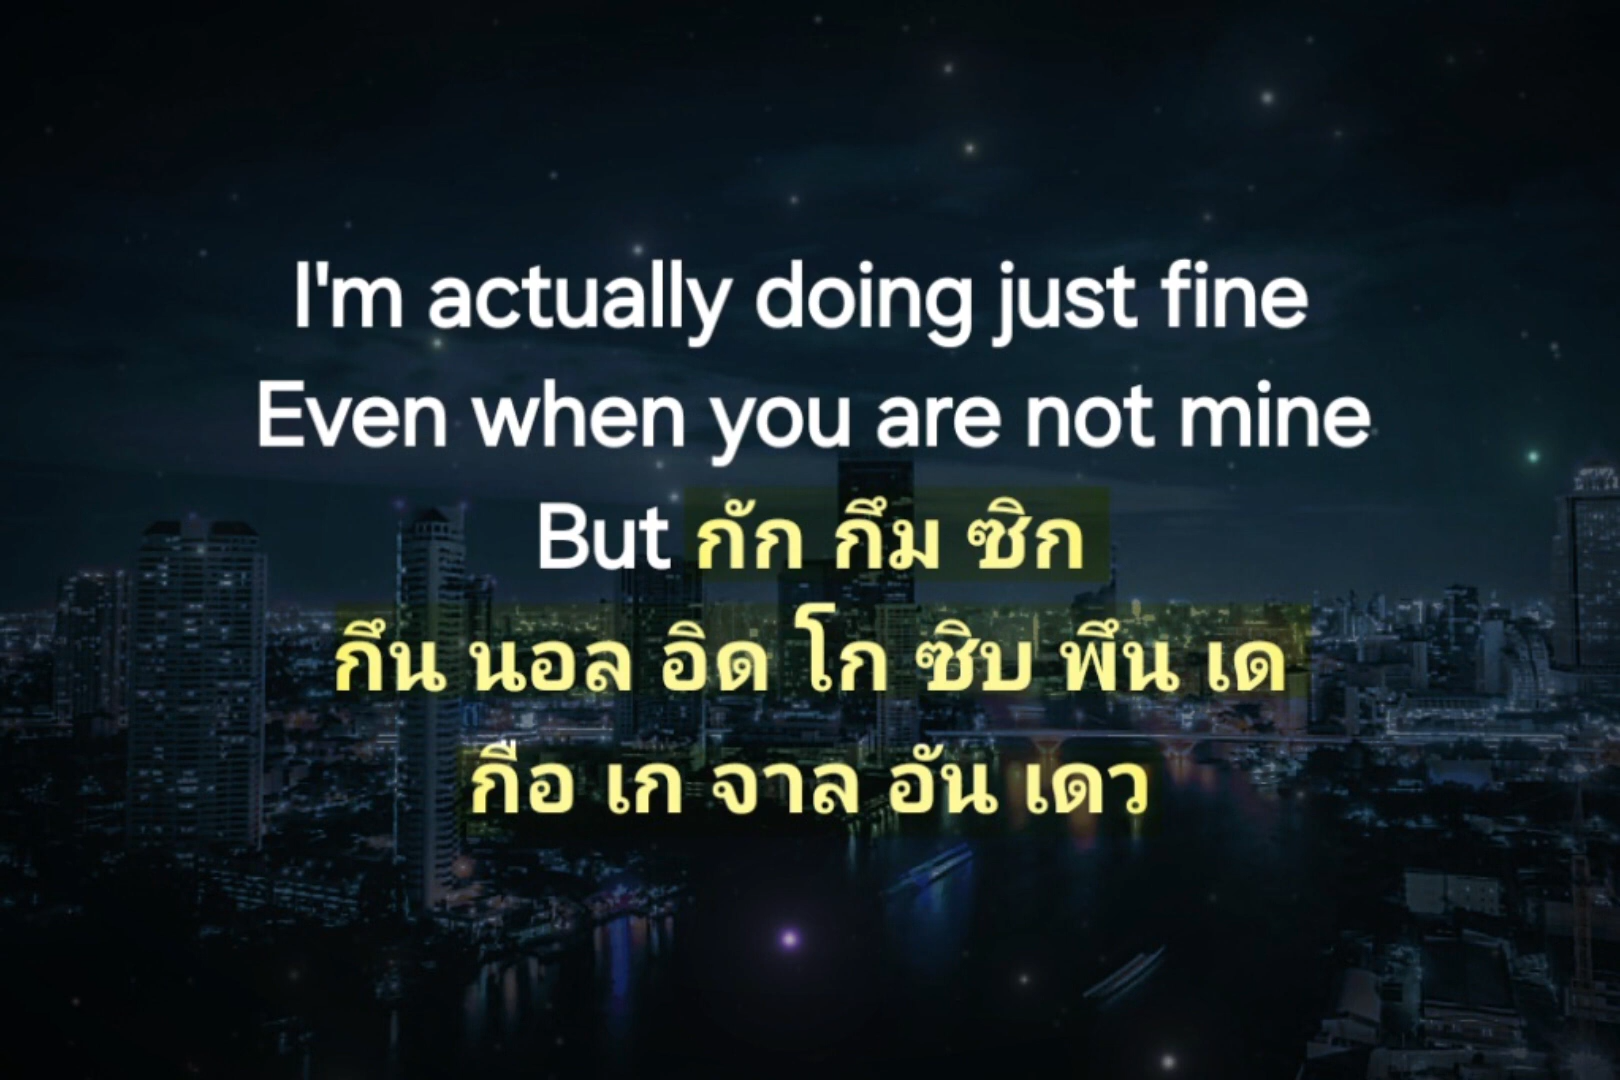 I'm actually doing just fine
Even when you are not mine
But กัก กึม ซิก
กึน นอล อิด โก ซิบ พึน เด
กือ เก จาล อัน เดว